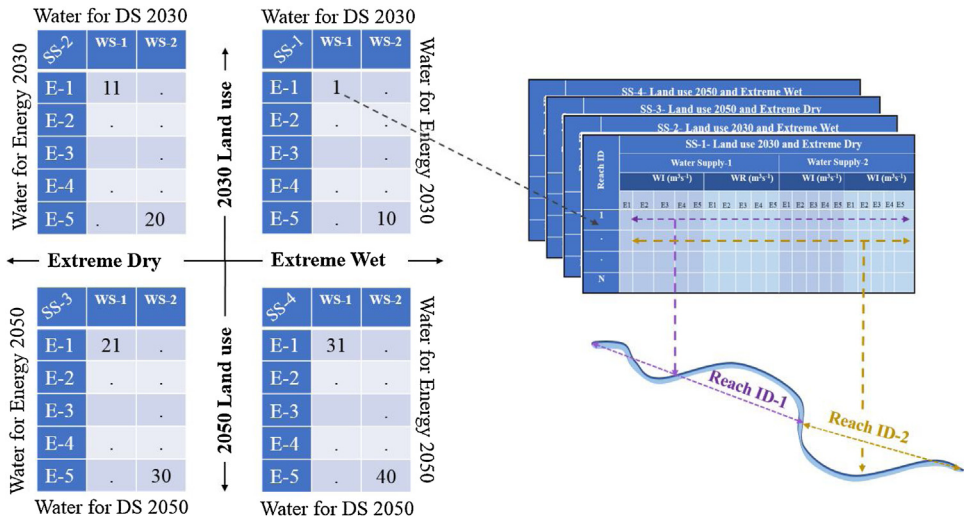 Water for DS 2030
SS-2 WS-1 WS-2
E-1 11 .
E-2 . .
E-3 . .
E-4 . .
E-5 . 20
Water for Energy 2030
2030 Land use
Water for DS 2030
SS-1 WS-1 WS-2
E-1 1 .
E-2 . .
E-3 . .
E-4 . .
E-5 . 10
Water for Energy 2030
Extreme Dry
Extreme Wet
SS-3 WS-1 WS-2
E-1 21 .
E-2 . .
E-3 . .
E-4 . .
E-5 . 30
Water for Energy 2050
Water for DS 2050
2050 Land use
SS-4 WS-1 WS-2
E-1 31 .
E-2 . .
E-3 . .
E-4 . .
E-5 . 40
Water for Energy 2050
Water for DS 2050
SS-4- Land use 2050 and Extreme Wet
SS-3- Land use 2050 and Extreme Dry
SS-2- Land use 2030 and Extreme Wet
SS-1- Land use 2030 and Extreme Dry
Reach ID
Water Supply-1 Water Supply-2
WI (m³s⁻¹) WR (m³s⁻¹) WI (m³s⁻¹) WI (m³s⁻¹)
E1 E2 E3 E4 E5 E1 E2 E3 E4 E5 E1 E2 E3 E4 E5 E1 E2 E3 E4 E5
1
.
.
N
Reach ID-1
Reach ID-2